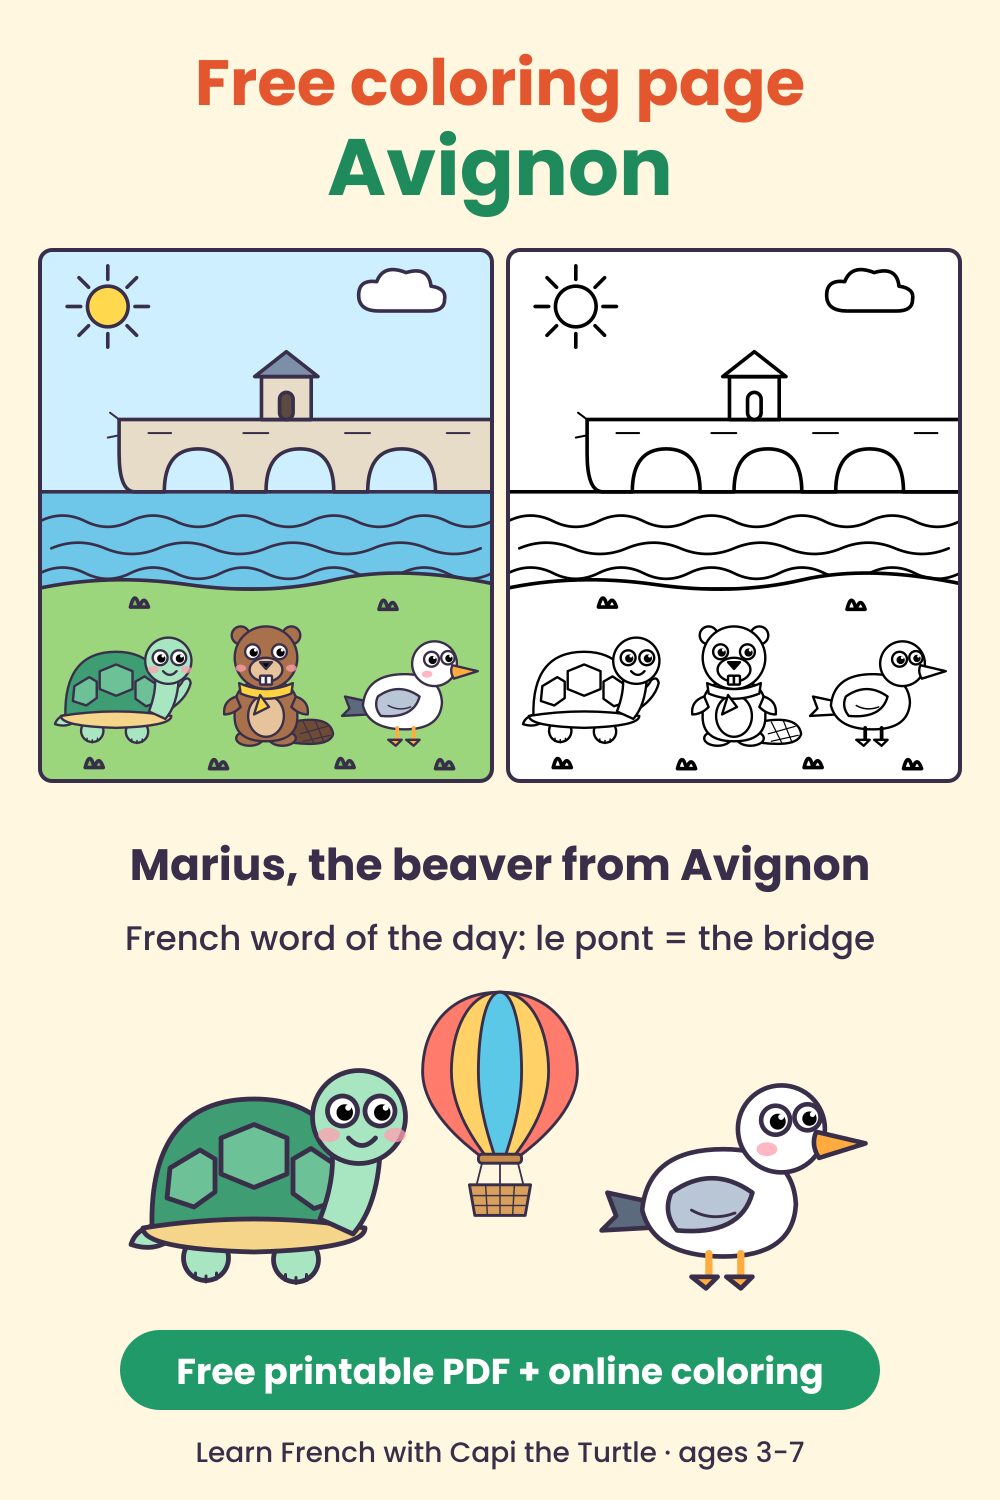 Free coloring page
Avignon
Marius, the beaver from Avignon
French word of the day: le pont = the bridge
Free printable PDF + online coloring
Learn French with Capi the Turtle · ages 3-7